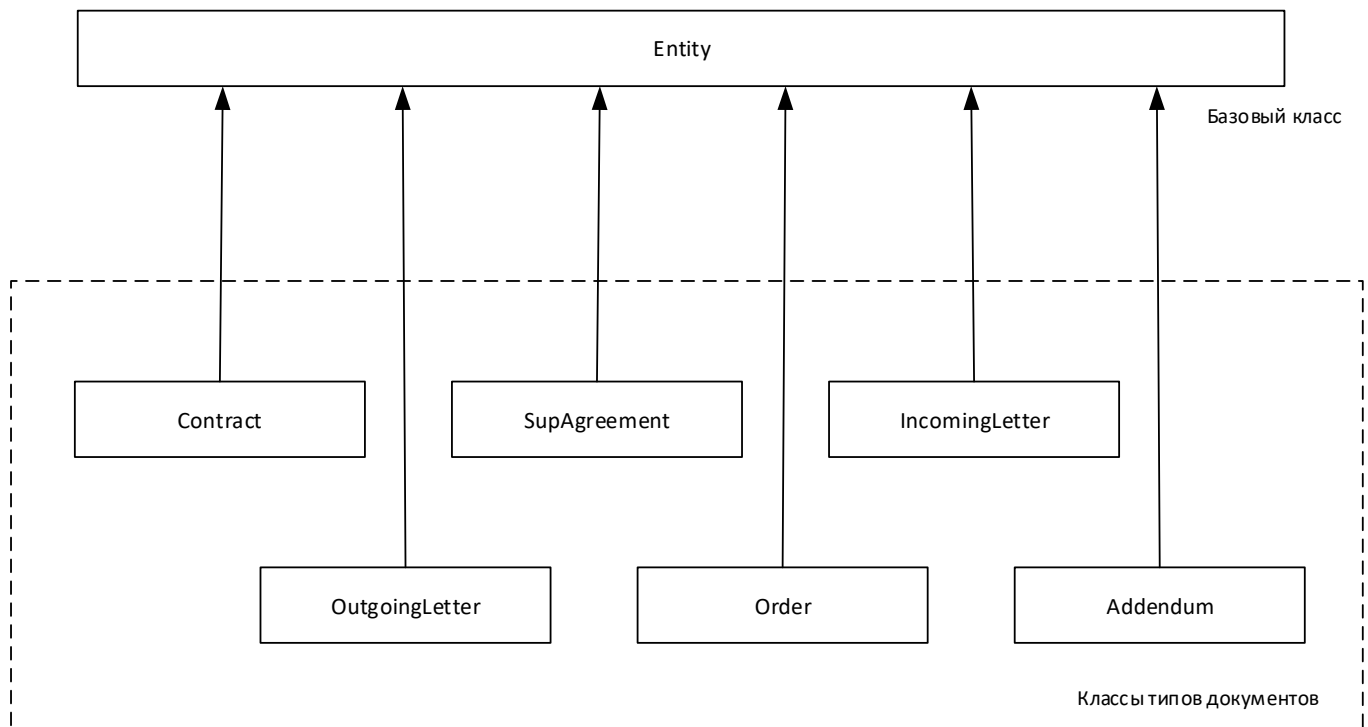 Entity
Базовый класс
Contract
SupAgreement
IncomingLetter
OutgoingLetter
Order
Addendum
Классы типов документов